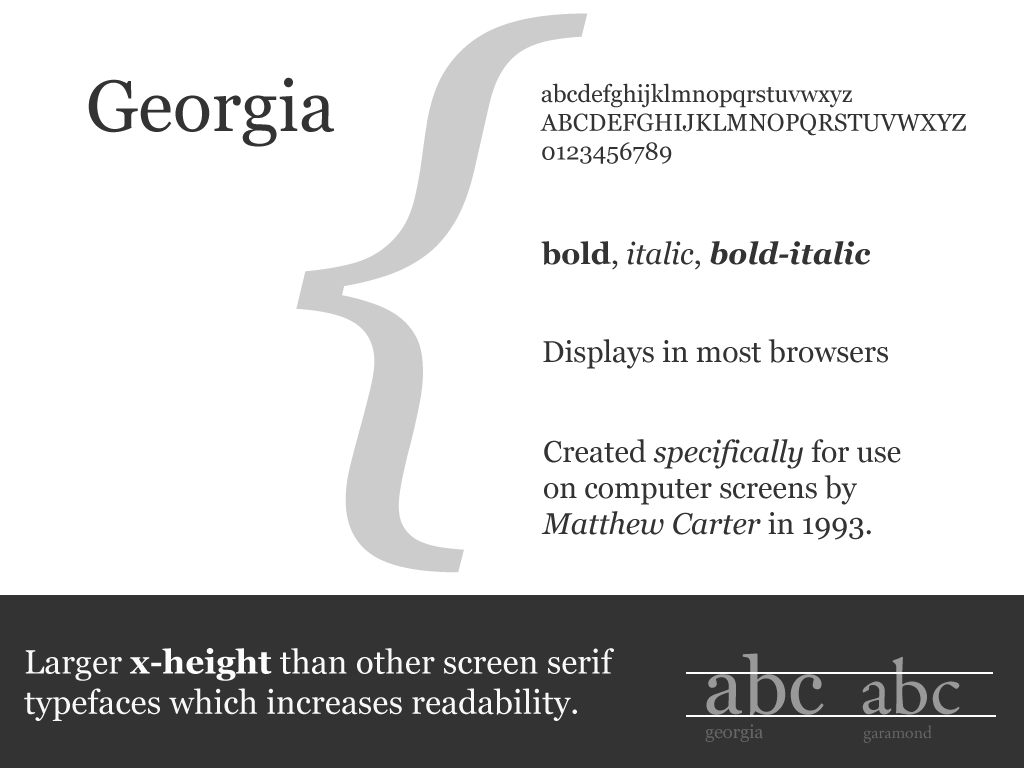 Georgia
{
abcdefghijklmnopqrstuvwxyz
ABCDEFGHIJKLMNOPQRSTUVWXYZ
0123456789
bold, italic, bold-italic
Displays in most browsers
Created specifically for use
on computer screens by
Matthew Carter in 1993.
Larger x-height than other screen serif
typefaces which increases readability.
abc abc
georgia garamond